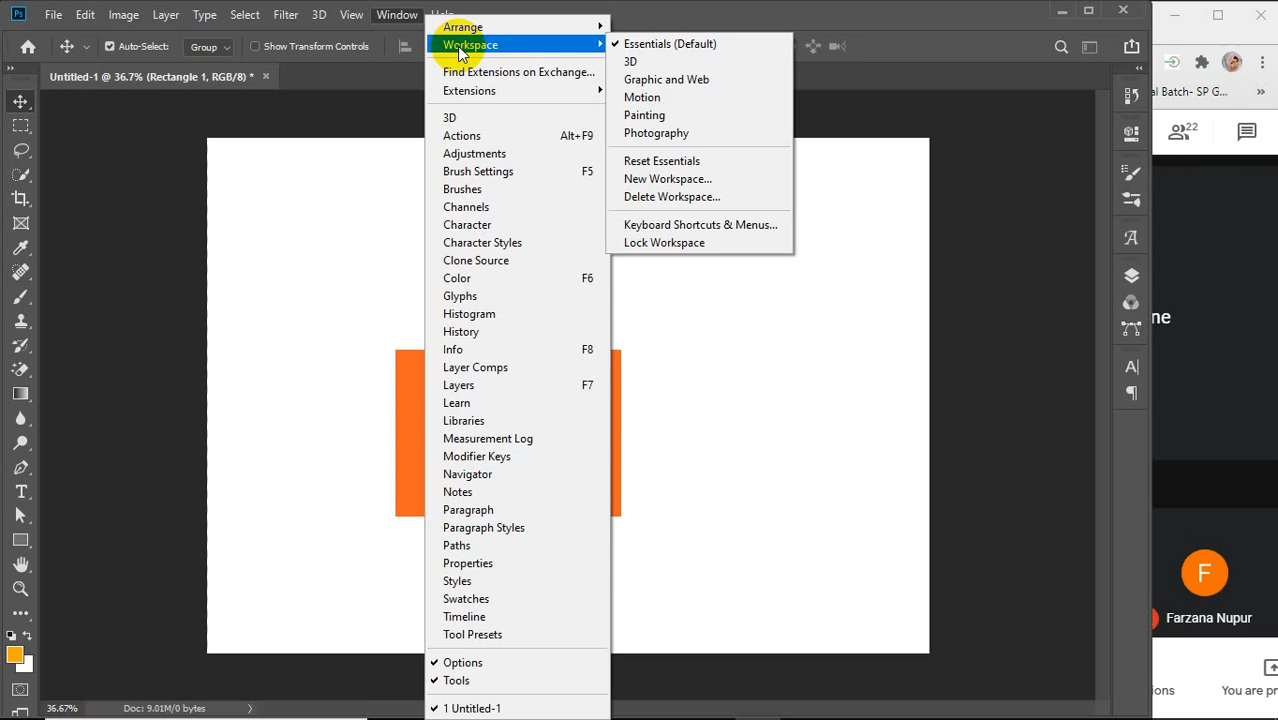 Ps File Edit Image Layer Type Select Filter 3D View Window Help
Auto-Select: Group Show Transform Controls
Untitled-1 @ 36.7% (Rectangle 1, RGB/8) * ×
Arrange
Workspace
Find Extensions on Exchange...
Extensions
3D
Actions Alt+F9
Adjustments
Brush Settings F5
Brushes
Channels
Character
Character Styles
Clone Source
Color F6
Glyphs
Histogram
History
Info F8
Layer Comps
Layers F7
Learn
Libraries
Measurement Log
Modifier Keys
Navigator
Notes
Paragraph
Paragraph Styles
Paths
Properties
Styles
Swatches
Timeline
Tool Presets
Options
Tools
1 Untitled-1
Essentials (Default)
3D
Graphic and Web
Motion
Painting
Photography
Reset Essentials
New Workspace...
Delete Workspace...
Keyboard Shortcuts & Menus...
Lock Workspace
36.67% Doc: 9.01M/0 bytes
al Batch- SP G...
22
ne
F
Farzana Nupur
You are p
tions